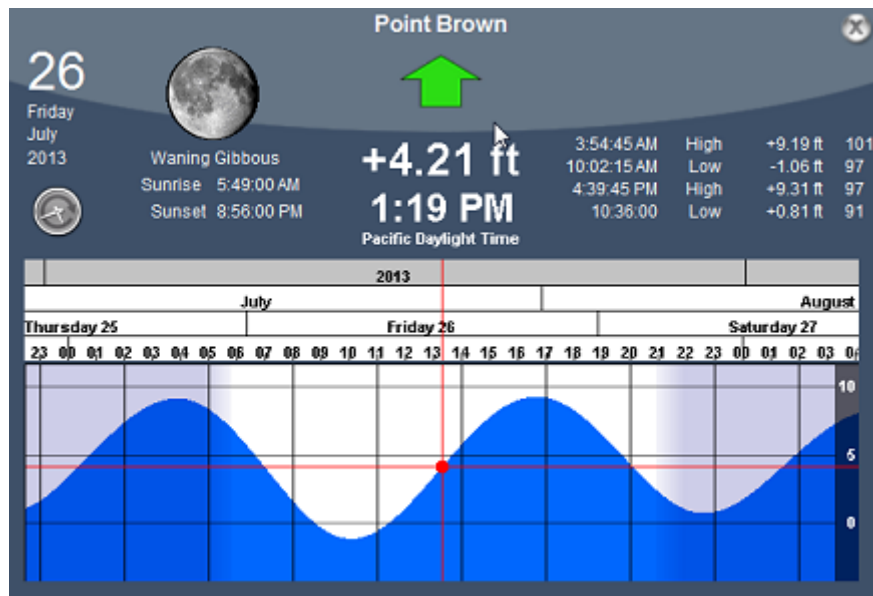 Point Brown
26
Friday
July
2013
Waning Gibbous
Sunrise 5:49:00 AM
Sunset 8:56:00 PM
+4.21 ft
1:19 PM
Pacific Daylight Time
3:54:45 AM High +9.19 ft 101
10:02:15 AM Low -1.06 ft 97
4:39:45 PM High +9.31 ft 97
10:36:00 Low +0.81 ft 91
2013
July August
Thursday 25 Friday 26 Saturday 27
23 00 01 02 03 04 05 06 07 08 09 10 11 12 13 14 15 16 17 18 19 20 21 22 23 00 01 02 03
10
5
0